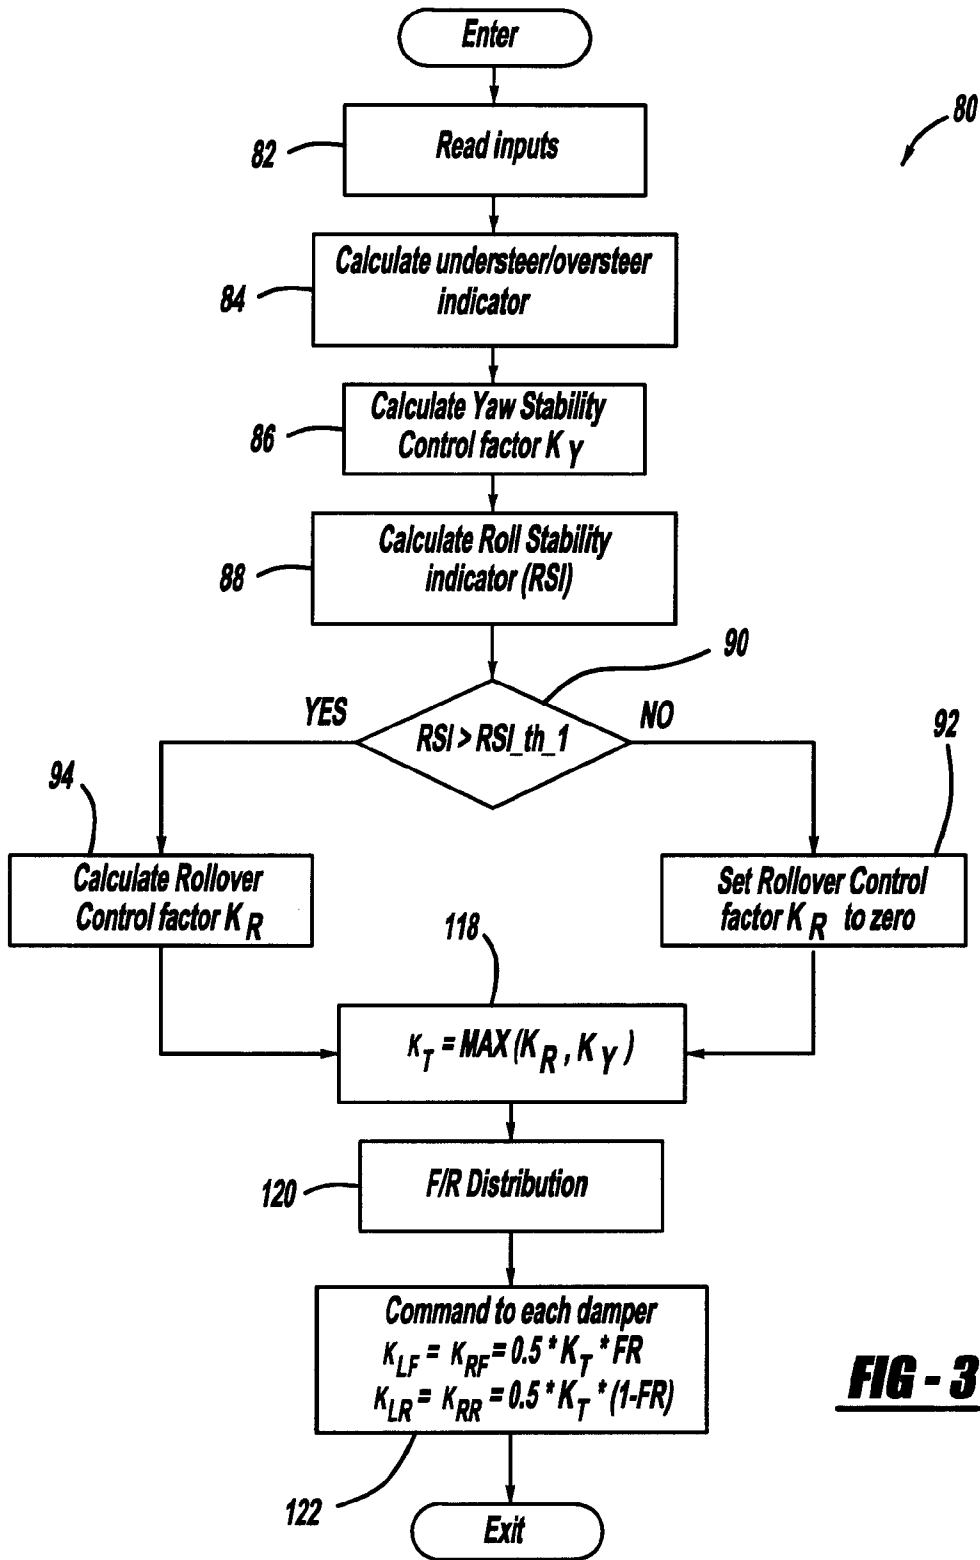 Enter
80
82
Read inputs
84
Calculate understeer/oversteer
indicator
86
Calculate Yaw Stability
Control factor K Y
88
Calculate Roll Stability
indicator (RSI)
90
YES
RSI > RSI_th_1
NO
92
94
Calculate Rollover
Control factor K R
Set Rollover Control
factor K R to zero
118
K T = MAX (K R , K Y )
120
F/R Distribution
Command to each damper
K LF = K RF = 0.5 * K T * FR
K LR = K RR = 0.5 * K T * (1-FR)
122
Exit
FIG - 3